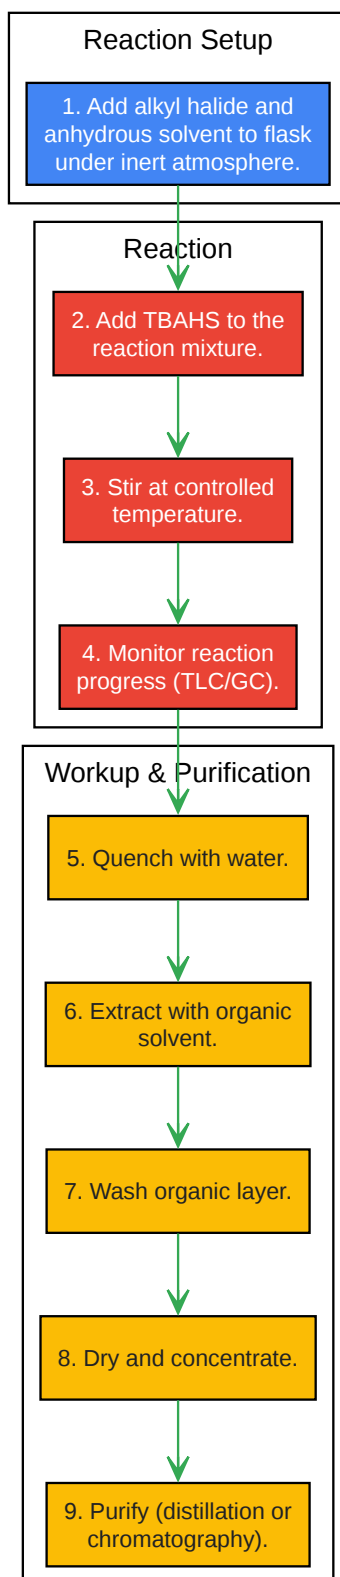 Reaction Setup
1. Add alkyl halide and
anhydrous solvent to flask
under inert atmosphere.
Reaction
2. Add TBAHS to the
reaction mixture.
3. Stir at controlled
temperature.
4. Monitor reaction
progress (TLC/GC).
Workup & Purification
5. Quench with water.
6. Extract with organic
solvent.
7. Wash organic layer.
8. Dry and concentrate.
9. Purify (distillation or
chromatography).